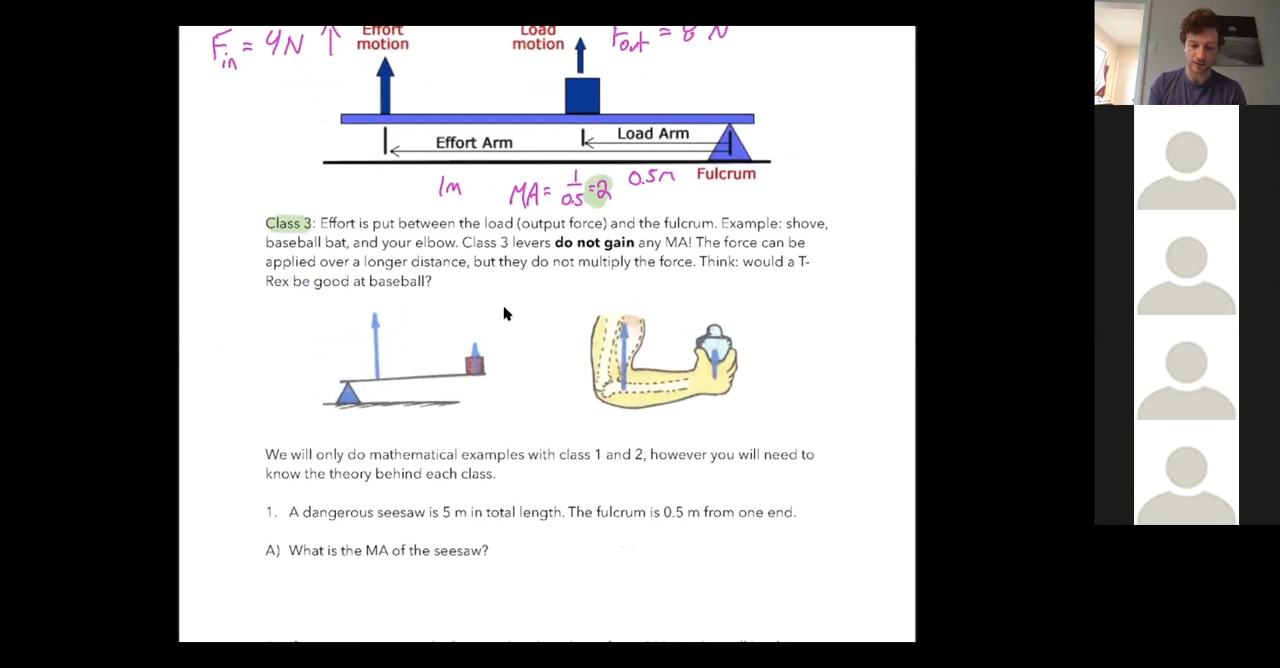 F_in = 4N ↑ Effort Load F_out = 8 N
motion motion
Effort Arm Load Arm
1m MA = 1/0.5 = 2 0.5m Fulcrum
Class 3: Effort is put between the load (output force) and the fulcrum. Example: shove,
baseball bat, and your elbow. Class 3 levers do not gain any MA! The force can be
applied over a longer distance, but they do not multiply the force. Think: would a T-
Rex be good at baseball?
We will only do mathematical examples with class 1 and 2, however you will need to
know the theory behind each class.
1. A dangerous seesaw is 5 m in total length. The fulcrum is 0.5 m from one end.
A) What is the MA of the seesaw?